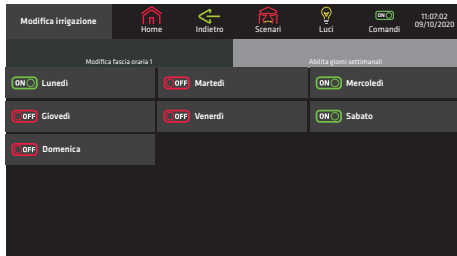 Modifica irrigazione
Home
Indietro
Scenari
Luci
ON
Comandi
11:07:02
09/10/2020
Modifica fascia oraria 1
Abilita giorni settimanali
ON Lunedì
OFF Martedì
ON Mercoledì
OFF Giovedì
OFF Venerdì
ON Sabato
OFF Domenica